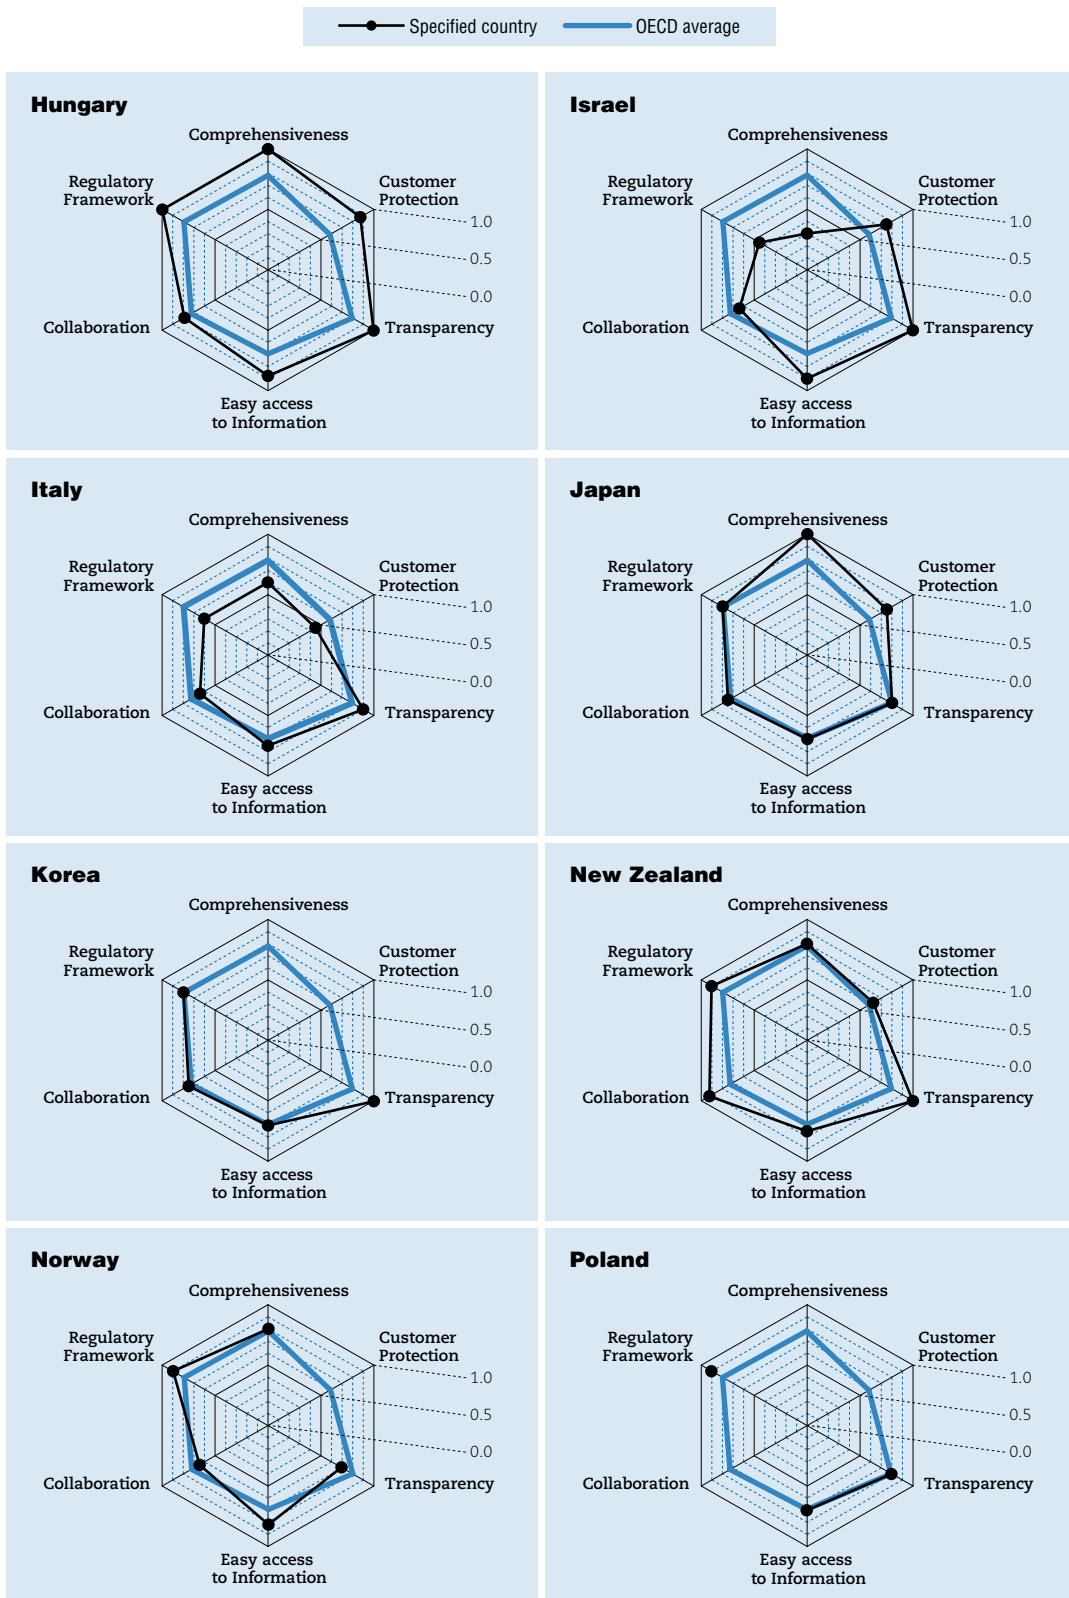 Specified country
OECD average
Hungary
Comprehensiveness
Regulatory
Framework
Customer
Protection
1.0
0.5
0.0
Collaboration
Transparency
Easy access
to Information
Israel
Comprehensiveness
Regulatory
Framework
Customer
Protection
1.0
0.5
0.0
Collaboration
Transparency
Easy access
to Information
Italy
Comprehensiveness
Regulatory
Framework
Customer
Protection
1.0
0.5
0.0
Collaboration
Transparency
Easy access
to Information
Japan
Comprehensiveness
Regulatory
Framework
Customer
Protection
1.0
0.5
0.0
Collaboration
Transparency
Easy access
to Information
Korea
Comprehensiveness
Regulatory
Framework
Customer
Protection
1.0
0.5
0.0
Collaboration
Transparency
Easy access
to Information
New Zealand
Comprehensiveness
Regulatory
Framework
Customer
Protection
1.0
0.5
0.0
Collaboration
Transparency
Easy access
to Information
Norway
Comprehensiveness
Regulatory
Framework
Customer
Protection
1.0
0.5
0.0
Collaboration
Transparency
Easy access
to Information
Poland
Comprehensiveness
Regulatory
Framework
Customer
Protection
1.0
0.5
0.0
Collaboration
Transparency
Easy access
to Information